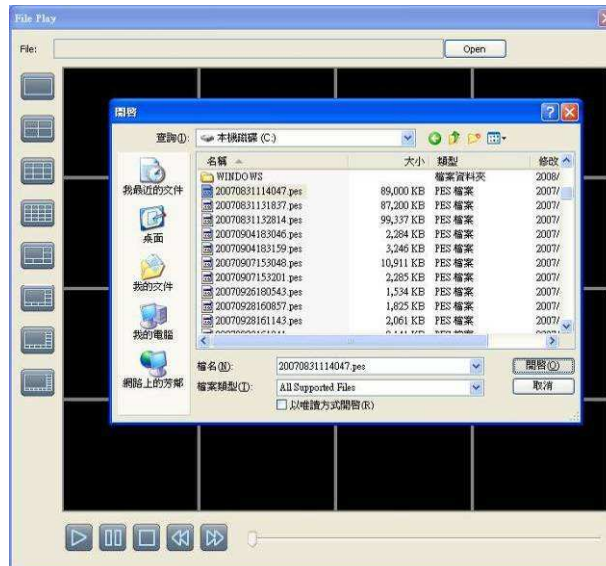 File Play
File:
Open
開啓
查詢(I):
本機磁碟 (C:)
名稱 大小 類型 修改
WINDOWS 檔案資料夾 2008/
20070831114047.pes 89,000 KB PES 檔案 2007/
20070831131837.pes 87,200 KB PES 檔案 2007/
20070831132814.pes 99,337 KB PES 檔案 2007/
20070904183046.pes 2,284 KB PES 檔案 2007/
20070904183159.pes 3,246 KB PES 檔案 2007/
20070907153048.pes 10,911 KB PES 檔案 2007/
20070907153201.pes 2,285 KB PES 檔案 2007/
20070926180543.pes 1,534 KB PES 檔案 2007/
20070928160857.pes 1,825 KB PES 檔案 2007/
20070928161143.pes 2,061 KB PES 檔案 2007/
我最近的文件
桌面
我的文件
我的電腦
網路上的芳鄰
檔名(N):
20070831114047.pes
開啓(O)
檔案類型(T):
All Supported Files
取消
以唯讀方式開啓(R)